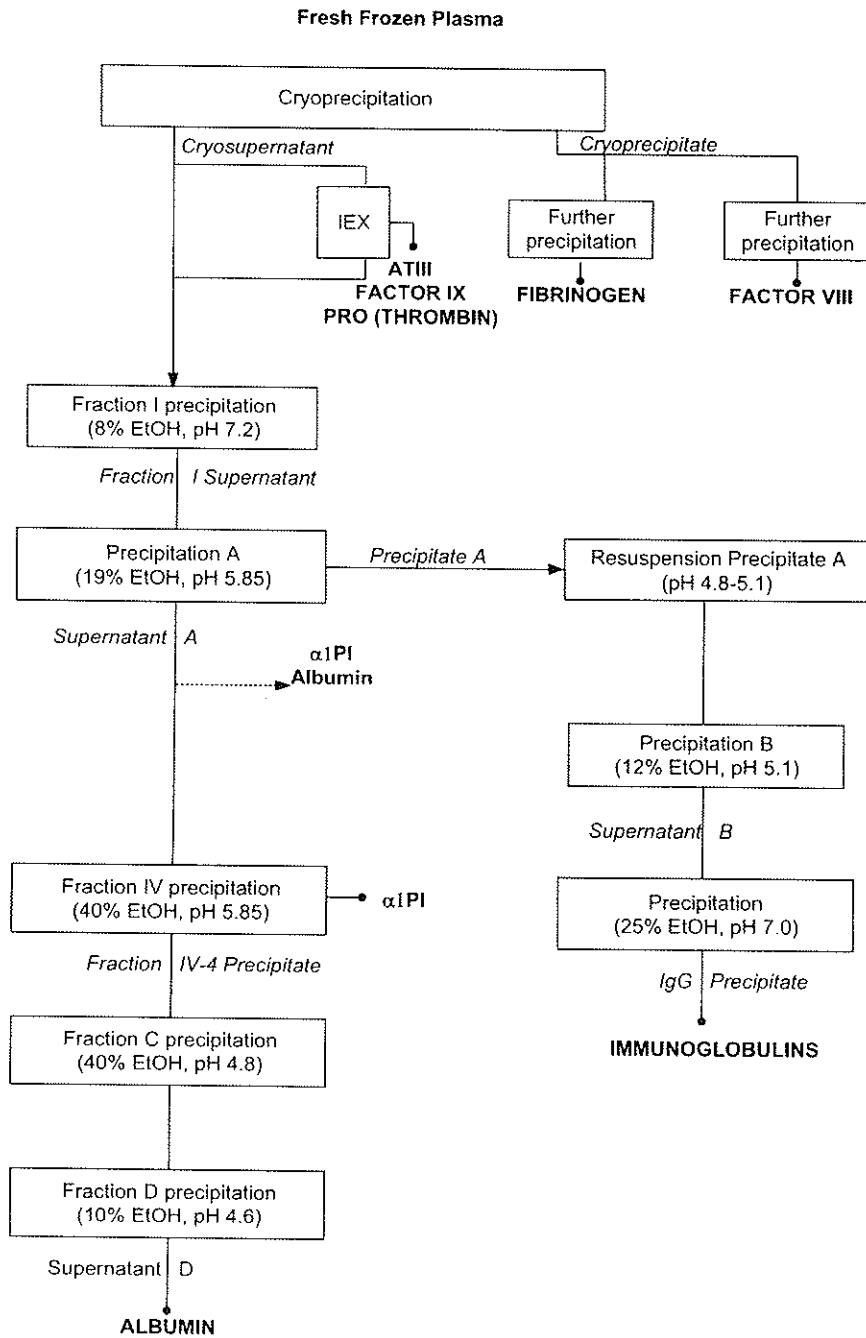 Fresh Frozen Plasma
Cryoprecipitation
Cryosupernatant
Cryoprecipitate
IEX
Further
precipitation
Further
precipitation
ATIII
FACTOR IX
PRO (THROMBIN)
FIBRINOGEN
FACTOR VIII
Fraction I precipitation
(8% EtOH, pH 7.2)
Fraction I Supernatant
Precipitation A
(19% EtOH, pH 5.85)
Precipitate A
Resuspension Precipitate A
(pH 4.8-5.1)
Supernatant A
α1PI
Albumin
Precipitation B
(12% EtOH, pH 5.1)
Supernatant B
Fraction IV precipitation
(40% EtOH, pH 5.85)
α1PI
Precipitation
(25% EtOH, pH 7.0)
Fraction IV-4 Precipitate
IgG Precipitate
Fraction C precipitation
(40% EtOH, pH 4.8)
IMMUNOGLOBULINS
Fraction D precipitation
(10% EtOH, pH 4.6)
Supernatant D
ALBUMIN